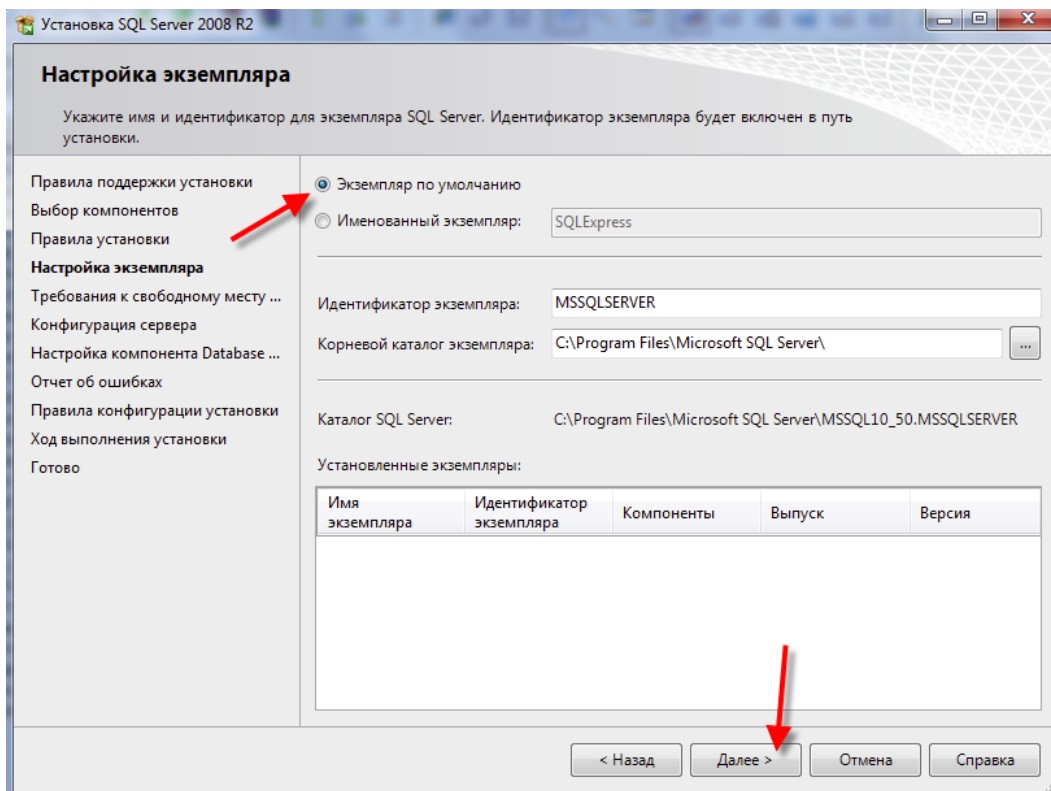 Установка SQL Server 2008 R2
Настройка экземпляра
Укажите имя и идентификатор для экземпляра SQL Server. Идентификатор экземпляра будет включен в путь
установки.
Правила поддержки установки
Выбор компонентов
Правила установки
Настройка экземпляра
Требования к свободному месту ...
Конфигурация сервера
Настройка компонента Database ...
Отчет об ошибках
Правила конфигурации установки
Ход выполнения установки
Готово
Экземпляр по умолчанию
Именованный экземпляр: SQLExpress
Идентификатор экземпляра: MSSQLSERVER
Корневой каталог экземпляра: C:\Program Files\Microsoft SQL Server\ ...
Каталог SQL Server: C:\Program Files\Microsoft SQL Server\MSSQL10_50.MSSQLSERVER
Установленные экземпляры:
Имя экземпляра Идентификатор экземпляра Компоненты Выпуск Версия
< Назад Далее > Отмена Справка